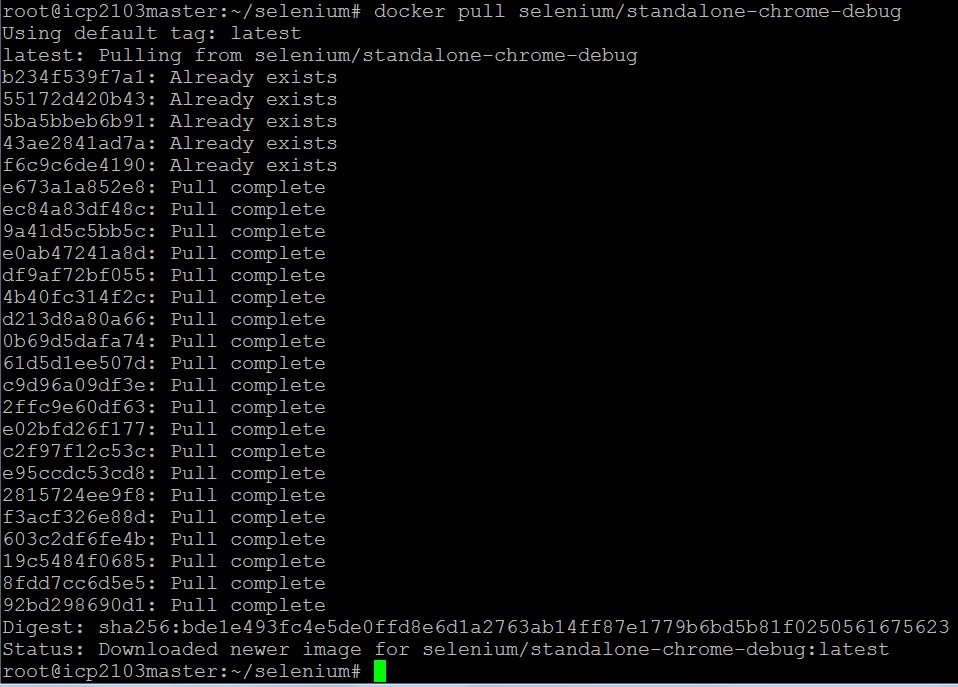 root@icp2103master:~/selenium# docker pull selenium/standalone-chrome-debug
Using default tag: latest
latest: Pulling from selenium/standalone-chrome-debug
b234f539f7a1: Already exists
55172d420b43: Already exists
5ba5bbeb6b91: Already exists
43ae2841ad7a: Already exists
f6c9c6de4190: Already exists
e673a1a852e8: Pull complete
ec84a83df48c: Pull complete
9a41d5c5bb5c: Pull complete
e0ab47241a8d: Pull complete
df9af72bf055: Pull complete
4b40fc314f2c: Pull complete
d213d8a80a66: Pull complete
0b69d5dafa74: Pull complete
61d5d1ee507d: Pull complete
c9d96a09df3e: Pull complete
2ffc9e60df63: Pull complete
e02bfd26f177: Pull complete
c2f97f12c53c: Pull complete
e95ccdc53cd8: Pull complete
2815724ee9f8: Pull complete
f3acf326e88d: Pull complete
603c2df6fe4b: Pull complete
19c5484f0685: Pull complete
8fdd7cc6d5e5: Pull complete
92bd298690d1: Pull complete
Digest: sha256:bde1e493fc4e5de0ffd8e6d1a2763ab14ff87e1779b6bd5b81f0250561675623
Status: Downloaded newer image for selenium/standalone-chrome-debug:latest
root@icp2103master:~/selenium#